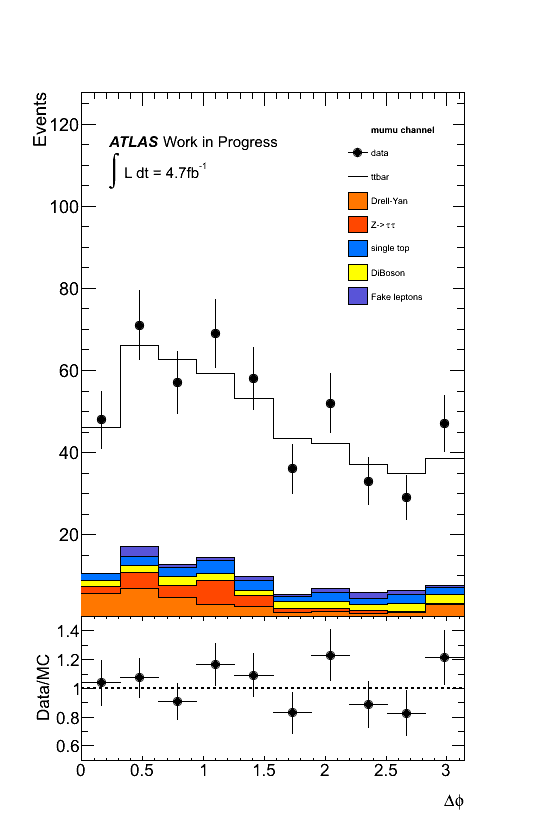 Events
120
100
80
60
40
20
ATLAS Work in Progress
∫ L dt = 4.7fb⁻¹
mumu channel
data
ttbar
Drell-Yan
Z->ττ
single top
DiBoson
Fake leptons
Data/MC
1.4
1.2
1
0.8
0.6
0 0.5 1 1.5 2 2.5 3
Δϕ